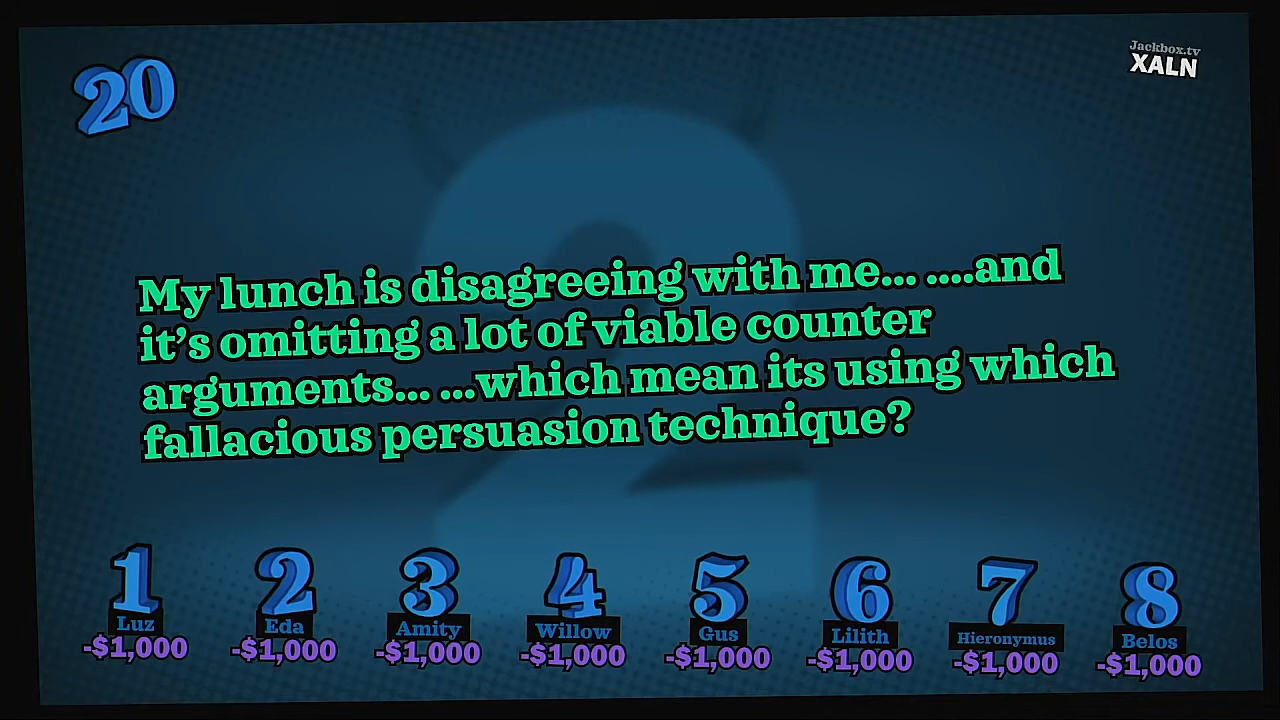 20
Jackbox.tv
XALN
My lunch is disagreeing with me... ....and
it's omitting a lot of viable counter
arguments... ...which mean its using which
fallacious persuasion technique?
1 2 3 4 5 6 7 8
Luz Eda Amity Willow Gus Lilith Hieronymus Belos
-$1,000 -$1,000 -$1,000 -$1,000 -$1,000 -$1,000 -$1,000 -$1,000